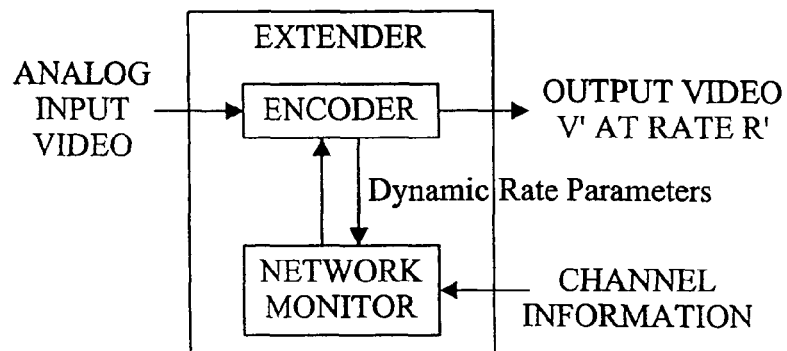 EXTENDER
ANALOG
INPUT
VIDEO
ENCODER
OUTPUT VIDEO
V' AT RATE R'
Dynamic Rate Parameters
NETWORK
MONITOR
CHANNEL
INFORMATION